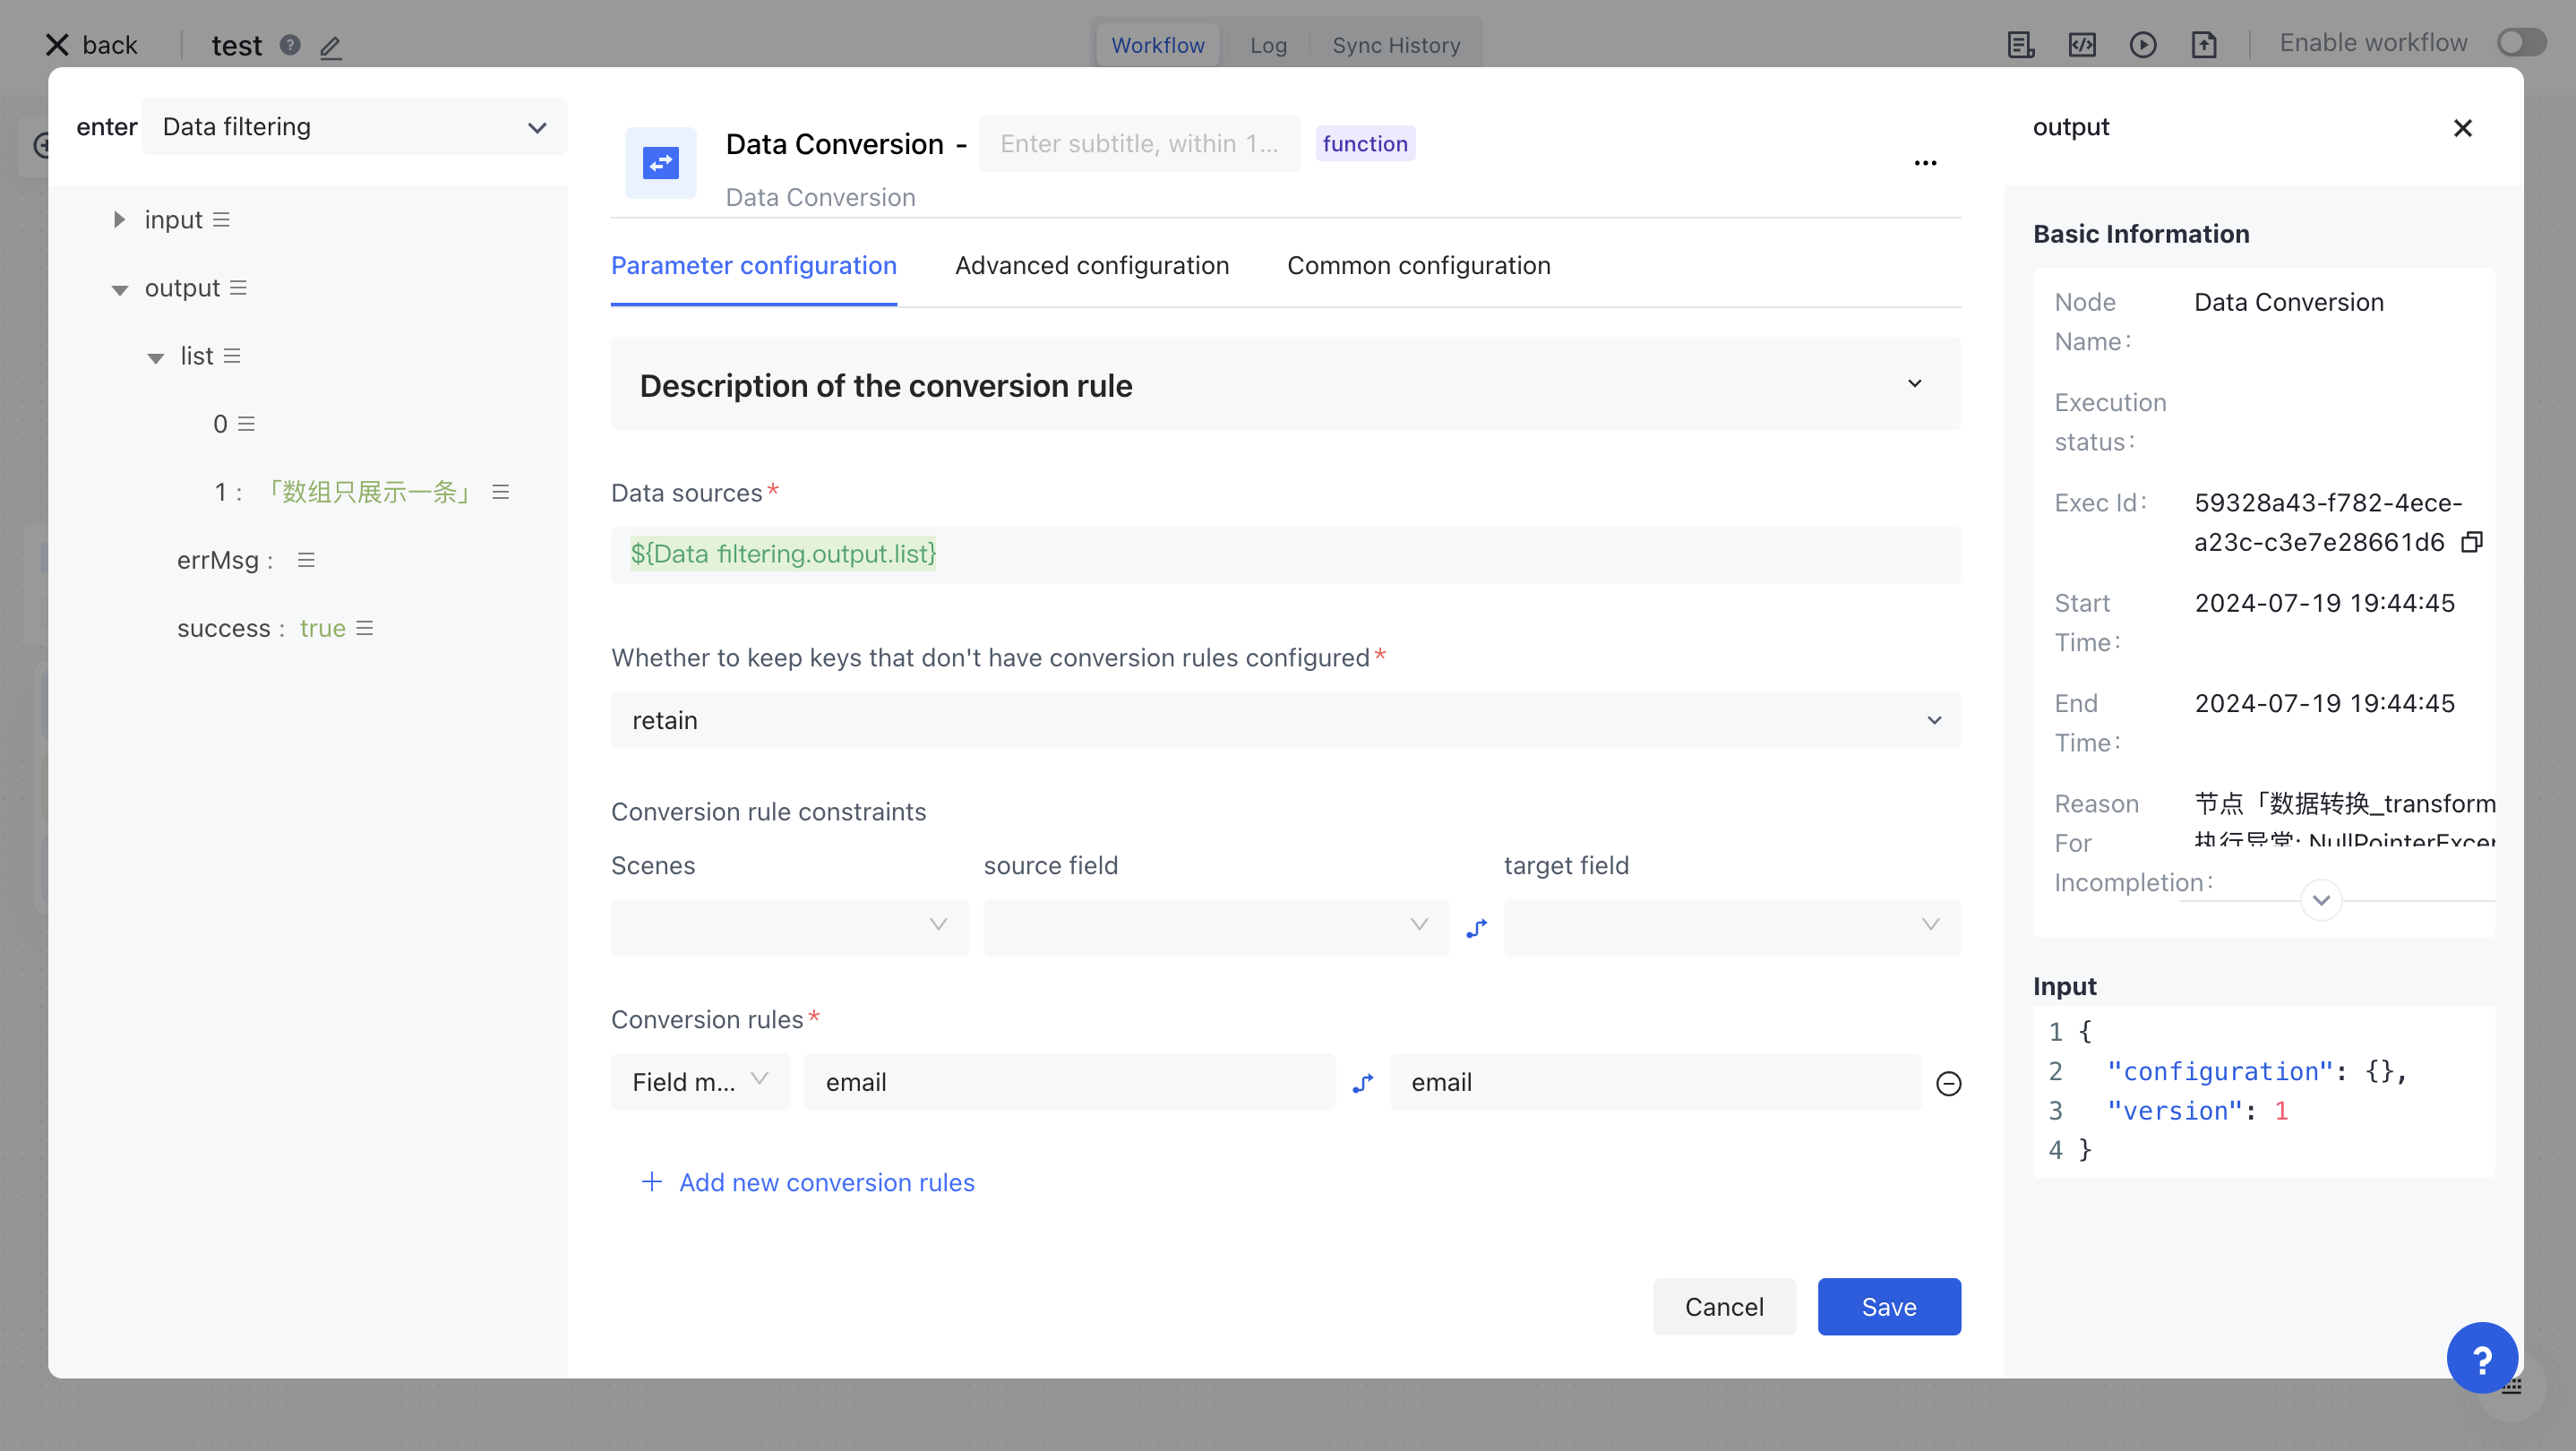 back
test
Workflow
Log
Sync History
Enable workflow
enter
Data filtering
input
output
list
0
1 : 「数组只展示一条」
errMsg :
success : true
Data Conversion -
Enter subtitle, within 1...
function
Data Conversion
Parameter configuration
Advanced configuration
Common configuration
Description of the conversion rule
Data sources*
${Data filtering.output.list}
Whether to keep keys that don't have conversion rules configured*
retain
Conversion rule constraints
Scenes
source field
target field
Conversion rules*
Field m...
email
email
Add new conversion rules
Cancel
Save
output
Basic Information
Node
Name:
Data Conversion
Execution
status:
Exec Id:
59328a43-f782-4ece-
a23c-c3e7e28661d6
Start
Time:
2024-07-19 19:44:45
End
Time:
2024-07-19 19:44:45
Reason
For
Incompletion:
节点「数据转换_transform
执行异常: NullPointerExcer
Input
1 {
2 "configuration": {},
3 "version": 1
4 }
?